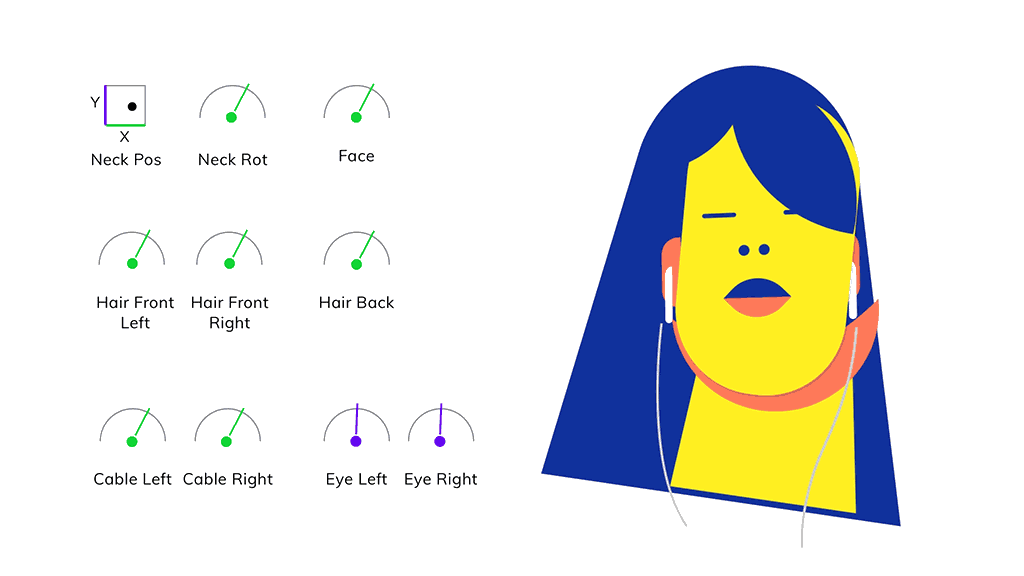 Y
X
Neck Pos
Neck Rot
Face
Hair Front
Left
Hair Front
Right
Hair Back
Cable Left
Cable Right
Eye Left
Eye Right